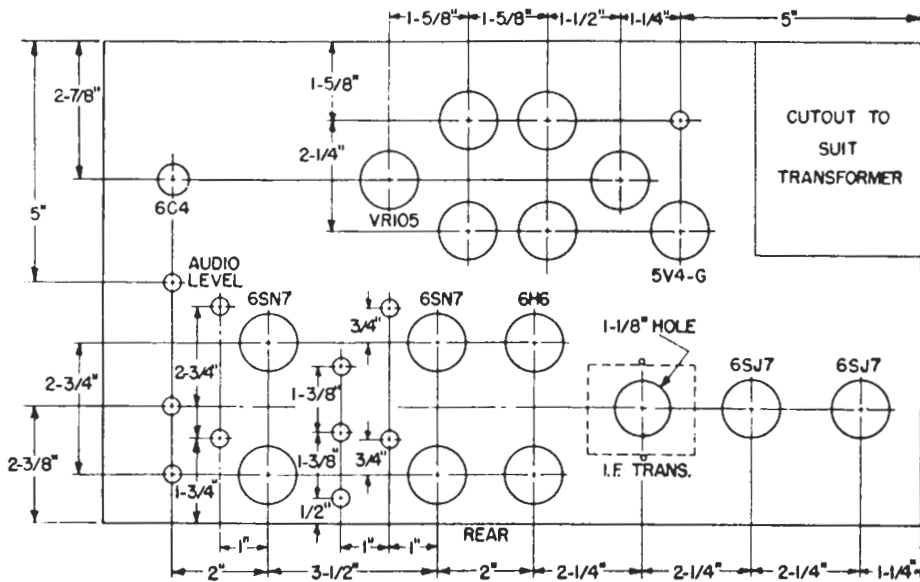 1-5/8" 1-5/8" 1-1/2" 1-1/4" 5"
2-7/8"
1-5/8"
CUTOUT TO
SUIT
TRANSFORMER
2-1/4"
5"
6C4
VR105
5V4-G
AUDIO
LEVEL
6SN7
6SN7
6H6
3/4"
1-1/8" HOLE
6SJ7
6SJ7
2-3/4"
2-3/4"
1-3/8"
2-3/8"
1-3/4"
1-3/8"
3/4"
I.F. TRANS.
1/2"
REAR
1" 1" 1"
2" 3-1/2" 2" 2-1/4" 2-1/4" 2-1/4" 1-1/4"